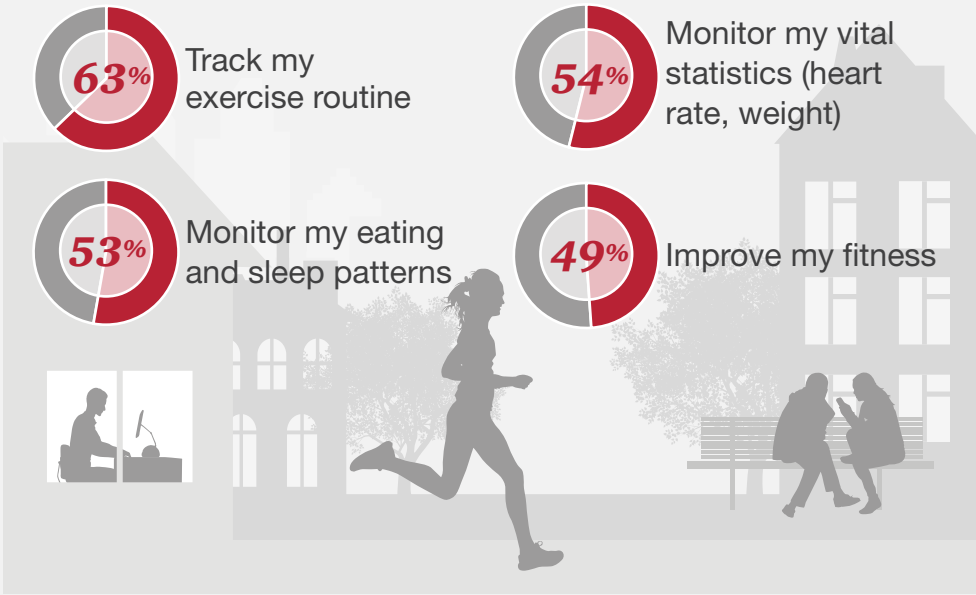 63%
Track my
exercise routine
54%
Monitor my vital
statistics (heart
rate, weight)
53%
Monitor my eating
and sleep patterns
49%
Improve my fitness